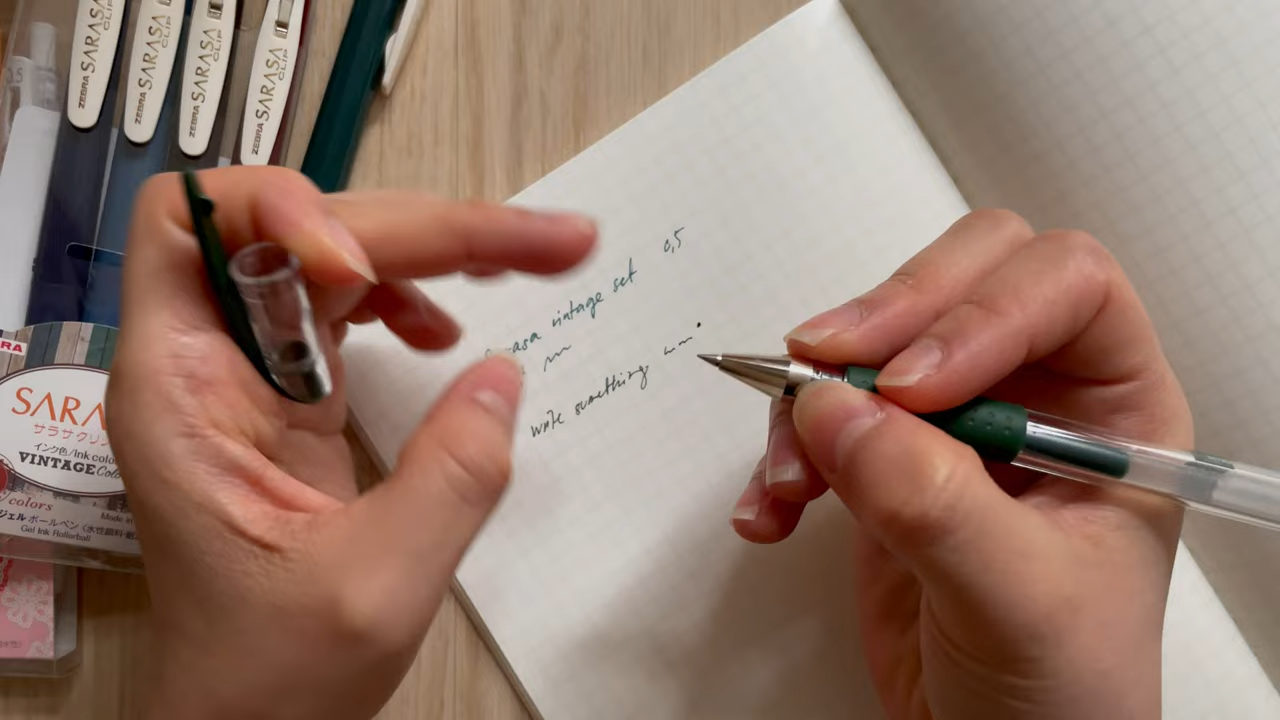 ZEBRA SARASA CLIP
ZEBRA SARASA CLIP
ZEBRA SARASA CLIP
ZEBRA SARASA CLIP
0,5
vintage set
write something
RA
SARA
サラサクリ
インク色/Ink colo
VINTAGE Colo
colors
Made in
ジェルボールペン
Gel Ink Rollerball